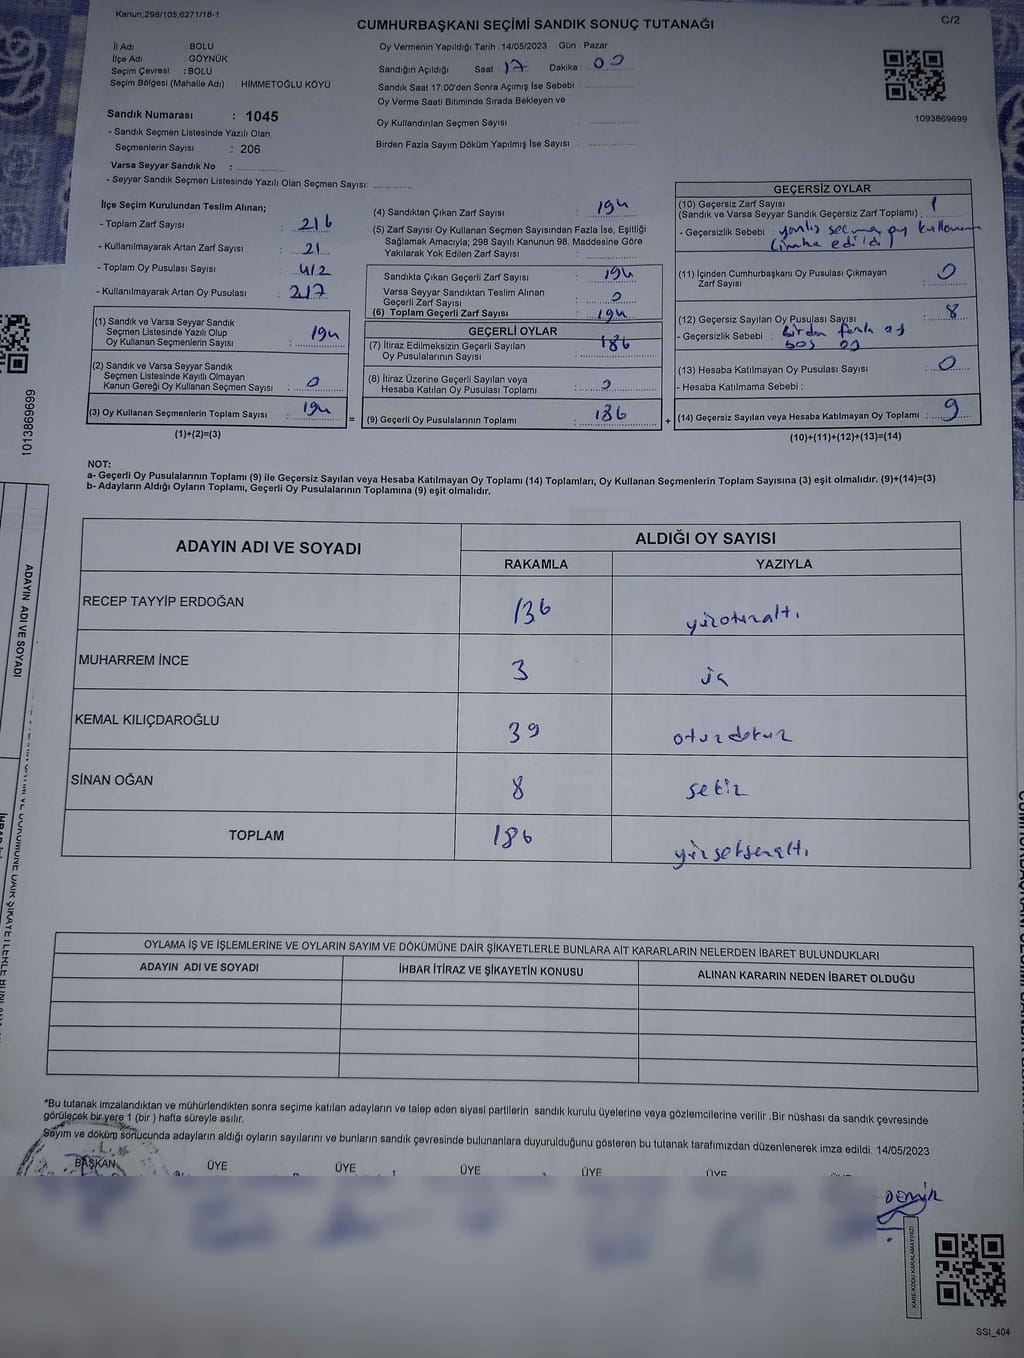 Kanun:298/105;6271/18-1
CUMHURBAŞKANI SEÇİMİ SANDIK SONUÇ TUTANAĞI
C/2
İl Adı : BOLU
İlçe Adı : GÖYNÜK
Seçim Çevresi : BOLU
Seçim Bölgesi (Mahalle Adı) : HİMMETOĞLU KÖYÜ
Sandık Numarası : 1045
- Sandık Seçmen Listesinde Yazılı Olan
Seçmenlerin Sayısı : 206
Varsa Seyyar Sandık No :
- Seyyar Sandık Seçmen Listesinde Yazılı Olan Seçmen Sayısı:
Oy Vermenin Yapıldığı Tarih :14/05/2023 Gün : Pazar
Sandığın Açıldığı Saat : 17 Dakika : 00
Sandık Saat 17:00'den Sonra Açımış İse Sebebi :
Oy Verme Saati Bitiminde Sırada Bekleyen ve
Oy Kullandırılan Seçmen Sayısı :
Birden Fazla Sayım Döküm Yapılmış İse Sayısı :
1093869699
İlçe Seçim Kurulundan Teslim Alınan;
- Toplam Zarf Sayısı : 216
- Kullanılmayarak Artan Zarf Sayısı : 21
- Toplam Oy Pusulası Sayısı : 412
- Kullanılmayarak Artan Oy Pusulası : 217
(1) Sandık ve Varsa Seyyar Sandık
Seçmen Listesinde Yazılı Olup
Oy Kullanan Seçmenlerin Sayısı : 194
(2) Sandık ve Varsa Seyyar Sandık
Seçmen Listesinde Kayıtlı Olmayan
Kanun Gereği Oy Kullanan Seçmen Sayısı : 0
(3) Oy Kullanan Seçmenlerin Toplam Sayısı : 194
(1)+(2)=(3)
(4) Sandıktan Çıkan Zarf Sayısı : 194
(5) Zarf Sayısı Oy Kullanan Seçmen Sayısından Fazla İse, Eşitliği
Sağlamak Amacıyla; 298 Sayılı Kanunun 98. Maddesine Göre
Yakılarak Yok Edilen Zarf Sayısı :
Sandıkta Çıkan Geçerli Zarf Sayısı : 194
Varsa Seyyar Sandıktan Teslim Alınan
Geçerli Zarf Sayısı : 0
(6) Toplam Geçerli Zarf Sayısı : 194
GEÇERLİ OYLAR
(7) İtiraz Edilmeksizin Geçerli Sayılan
Oy Pusulalarının Sayısı : 186
(8) İtiraz Üzerine Geçerli Sayılan veya
Hesaba Katılan Oy Pusulası Toplamı : 0
= (9) Geçerli Oy Pusulalarının Toplamı : 186
GEÇERSİZ OYLAR
(10) Geçersiz Zarf Sayısı
(Sandık ve Varsa Seyyar Sandık Geçersiz Zarf Toplamı) : 1
- Geçersizlik Sebebi : yanlış seçmen oy kullanımı
imha edildi
(11) İçinden Cumhurbaşkanı Oy Pusulası Çıkmayan
Zarf Sayısı : 0
(12) Geçersiz Sayılan Oy Pusulası Sayısı : 8
- Geçersizlik Sebebi : birden fazla oy
boş oy
(13) Hesaba Katılmayan Oy Pusulası Sayısı : 0
- Hesaba Katılmama Sebebi :
+ (14) Geçersiz Sayılan veya Hesaba Katılmayan Oy Toplamı : 9
(10)+(11)+(12)+(13)=(14)
NOT:
a- Geçerli Oy Pusulalarının Toplamı (9) ile Geçersiz Sayılan veya Hesaba Katılmayan Oy Toplamı (14) Toplamları, Oy Kullanan Seçmenlerin Toplam Sayısına (3) eşit olmalıdır. (9)+(14)=(3)
b- Adayların Aldığı Oyların Toplamı, Geçerli Oy Pusulalarının Toplamına (9) eşit olmalıdır.
ADAYIN ADI VE SOYADI
ALDIĞI OY SAYISI
RAKAMLA YAZIYLA
RECEP TAYYİP ERDOĞAN 136 yüzotuzaltı
MUHARREM İNCE 3 üç
KEMAL KILIÇDAROĞLU 39 otuzdokuz
SİNAN OĞAN 8 sekiz
TOPLAM 186 yüzseksenaltı
OYLAMA İŞ VE İŞLEMLERİNE VE OYLARIN SAYIM VE DÖKÜMÜNE DAİR ŞİKAYETLERLE BUNLARA AİT KARARLARIN NELERDEN İBARET BULUNDUKLARI
ADAYIN ADI VE SOYADI İHBAR İTİRAZ VE ŞİKAYETİN KONUSU ALINAN KARARIN NEDEN İBARET OLDUĞU
*Bu tutanak imzalandıktan ve mühürlendikten sonra seçime katılan adayların ve talep eden siyasi partilerin sandık kurulu üyelerine veya gözlemcilerine verilir .Bir nüshası da sandık çevresinde
görülecek bir yere 1 (bir ) hafta süreyle asılır.
Sayım ve döküm sonucunda adayların aldığı oyların sayılarını ve bunların sandık çevresinde bulunanlara duyurulduğunu gösteren bu tutanak tarafımızdan düzenlenerek imza edildi. 14/05/2023
BAŞKAN ÜYE ÜYE ÜYE ÜYE ÜYE
DEMİR
KARE KODU KARALAMAYINIZ!
SSI_404
1013869699
ADAYIN ADI VE SOYADI